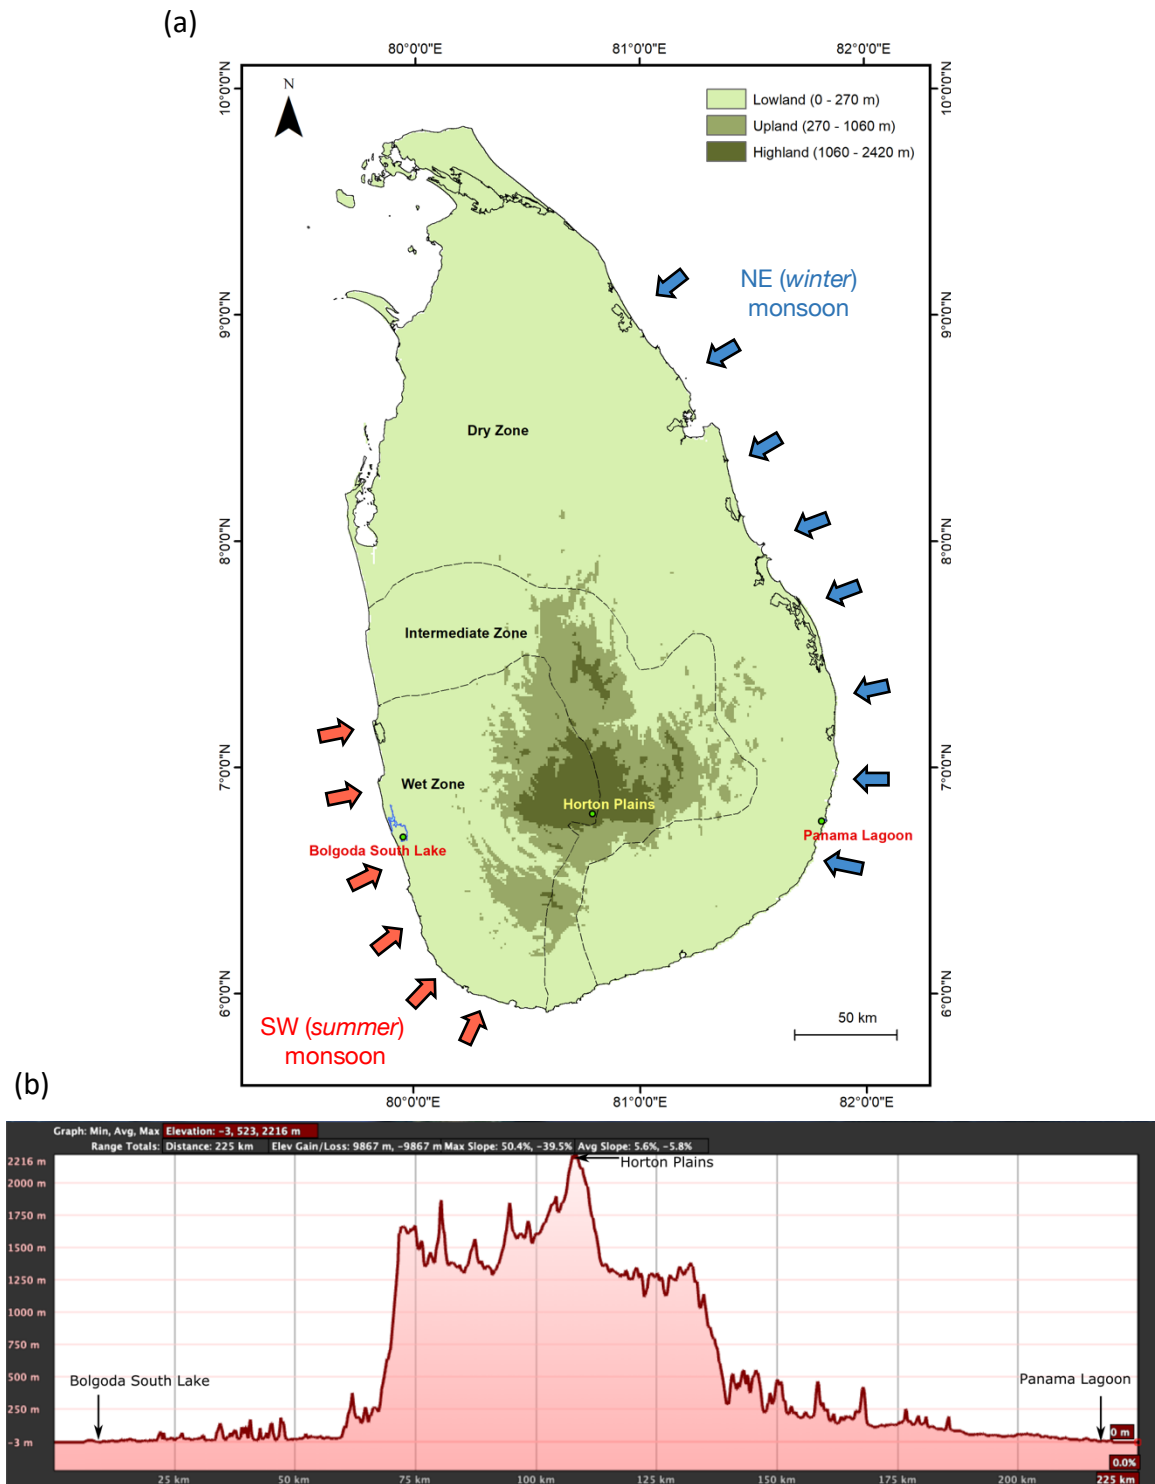 (a)
80°0'0"E
81°0'0"E
82°0'0"E
10°0'0"N
10°0'0"N
N
Lowland (0 - 270 m)
Upland (270 - 1060 m)
Highland (1060 - 2420 m)
NE (winter)
monsoon
9°0'0"N
9°0'0"N
Dry Zone
8°0'0"N
8°0'0"N
Intermediate Zone
7°0'0"N
7°0'0"N
Wet Zone
Horton Plains
Panama Lagoon
Bolgoda South Lake
6°0'0"N
6°0'0"N
50 km
SW (summer)
monsoon
80°0'0"E
81°0'0"E
82°0'0"E
(b)
Graph: Min, Avg, Max Elevation: -3, 523, 2216 m
Range Totals: Distance: 225 km Elev Gain/Loss: 9867 m, -9867 m Max Slope: 50.4%, -39.5% Avg Slope: 5.6%, -5.8%
2216 m
Horton Plains
2000 m
1750 m
1500 m
1250 m
1000 m
750 m
500 m
Bolgoda South Lake
Panama Lagoon
250 m
0 m
-3 m
0.0%
25 km
50 km
75 km
100 km
125 km
150 km
175 km
200 km
225 km